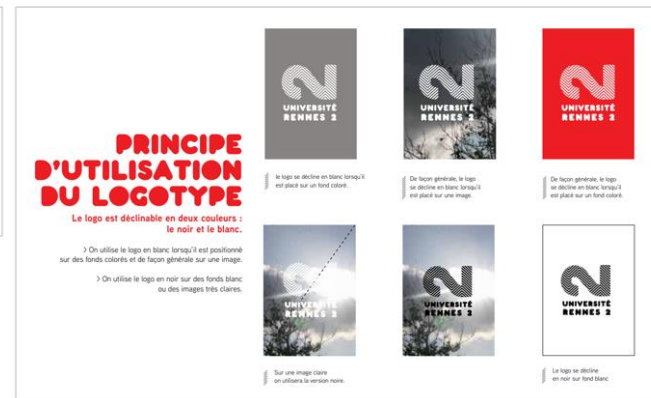 PRINCIPE
D'UTILISATION
DU LOGOTYPE
Le logo est déclinable en deux couleurs :
le noir et le blanc.
> On utilise le logo en blanc lorsqu'il est positionné
sur des fonds colorés et de façon générale sur une image.
> On utilise le logo en noir sur des fonds blanc
ou des images très claires.
UNIVERSITÉ
RENNES 2
le logo se décline en blanc lorsqu'il
est placé sur un fond coloré.
UNIVERSITÉ
RENNES 2
De façon générale, le logo
se décline en blanc lorsqu'il
est placé sur une image.
UNIVERSITÉ
RENNES 2
De façon générale, le logo
se décline en blanc lorsqu'il
est placé sur un fond coloré.
UNIVERSITÉ
RENNES 2
Sur une image claire
on utilisera la version noire.
UNIVERSITÉ
RENNES 2
UNIVERSITÉ
RENNES 2
Le logo se décline
en noir sur fond blanc